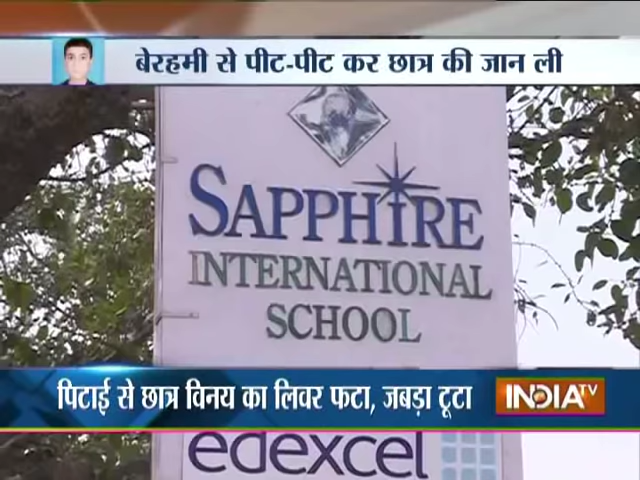 बेरहमी से पीट-पीट कर छात्र की जान ली
SAPPHIRE
INTERNATIONAL
SCHOOL
पिटाई से छात्र विनय का लिवर फटा, जबड़ा टूटा
INDIA TV
edexcel